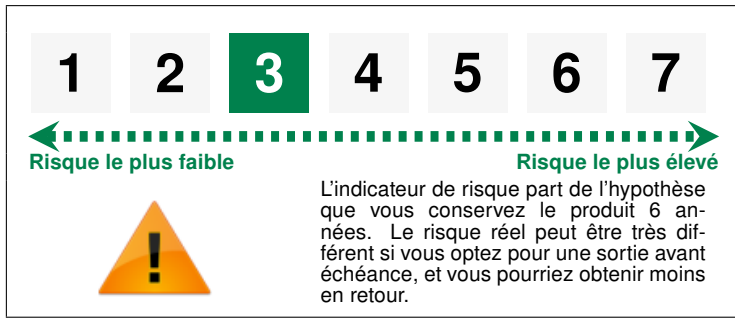 1 2 3 4 5 6 7
Risque le plus faible Risque le plus élevé
L'indicateur de risque part de l'hypothèse
que vous conservez le produit 6 an-
nées. Le risque réel peut être très dif-
férent si vous optez pour une sortie avant
échéance, et vous pourriez obtenir moins
en retour.